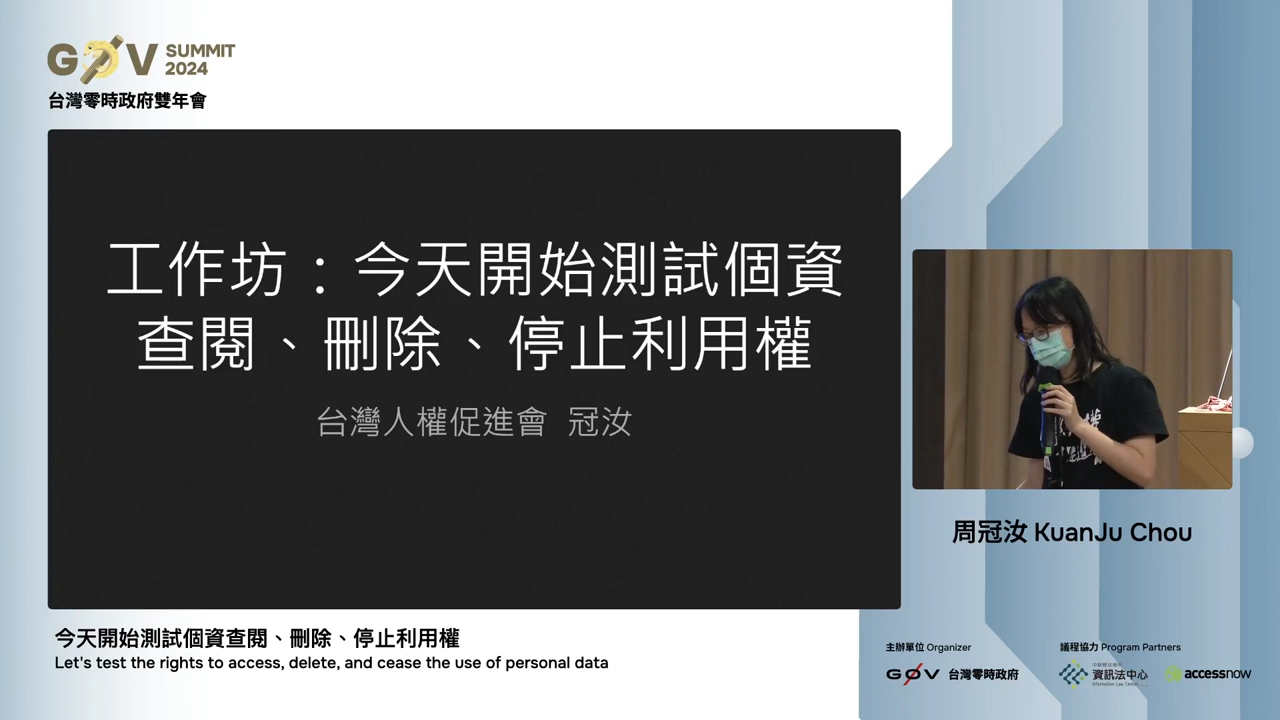 G0V SUMMIT 2024
台灣零時政府雙年會
工作坊：今天開始測試個資
查閱、刪除、停止利用權
台灣人權促進會 冠汝
周冠汝 KuanJu Chou
今天開始測試個資查閱、刪除、停止利用權
Let's test the rights to access, delete, and cease the use of personal data
主辦單位 Organizer
G0V 台灣零時政府
議程協力 Program Partners
資訊法中心
Information Law Center
accessnow